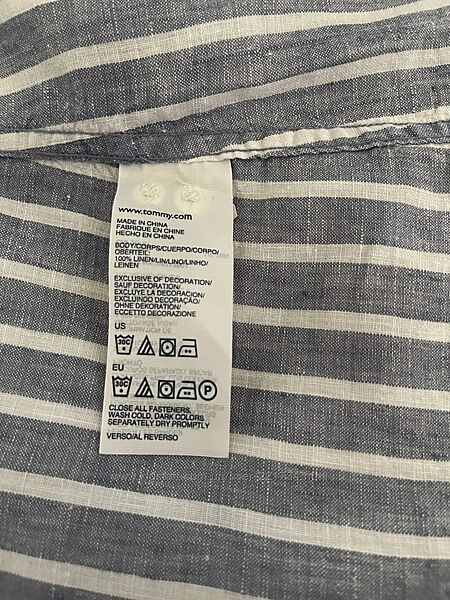 www.tommy.com
MADE IN CHINA
FABRIQUE EN CHINE
HECHO EN CHINA
BODY/CORPS/CUERPO/CORPO/
OBERTEIL:
100% LINEN/LIN/LINO/LINHO/
LEINEN
EXCLUSIVE OF DECORATION/
SAUF DECORATION/
EXCLUYE LA DECORACION/
EXCLUINDO DECORAÇÃO/
OHNE DEKORATION/
ECCETTO DECORAZIONE
US
30C
EU
30C P
CLOSE ALL FASTENERS,
WASH COLD, DARK COLORS
SEPARATELY DRY PROMPTLY
VERSO/AL REVERSO